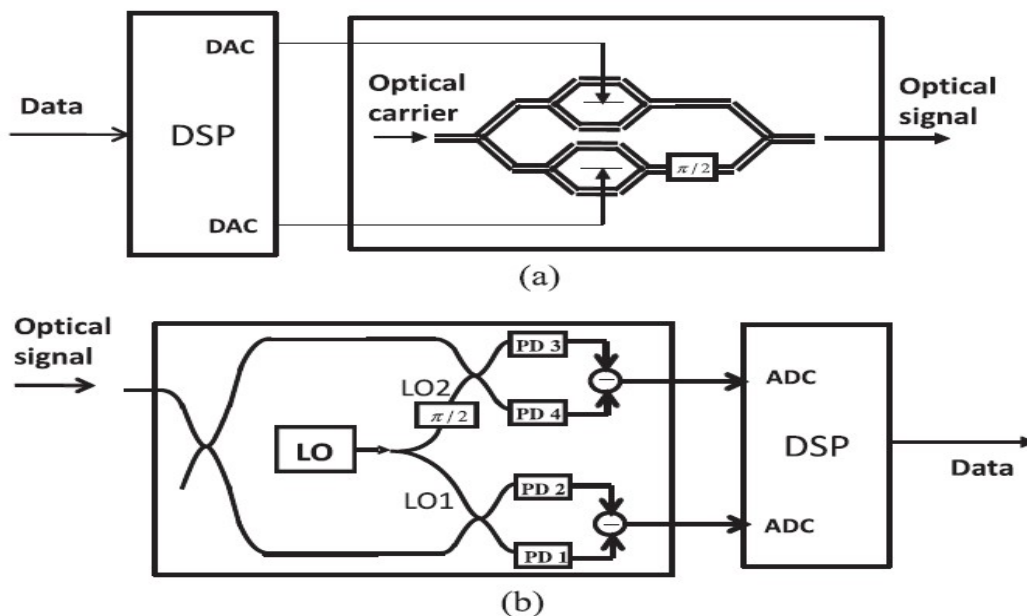 DAC
Data
DSP
DAC
Optical
carrier
π/2
Optical
signal
(a)
Optical
signal
LO
LO2
π/2
LO1
PD 3
PD 4
PD 2
PD 1
ADC
DSP
ADC
Data
(b)